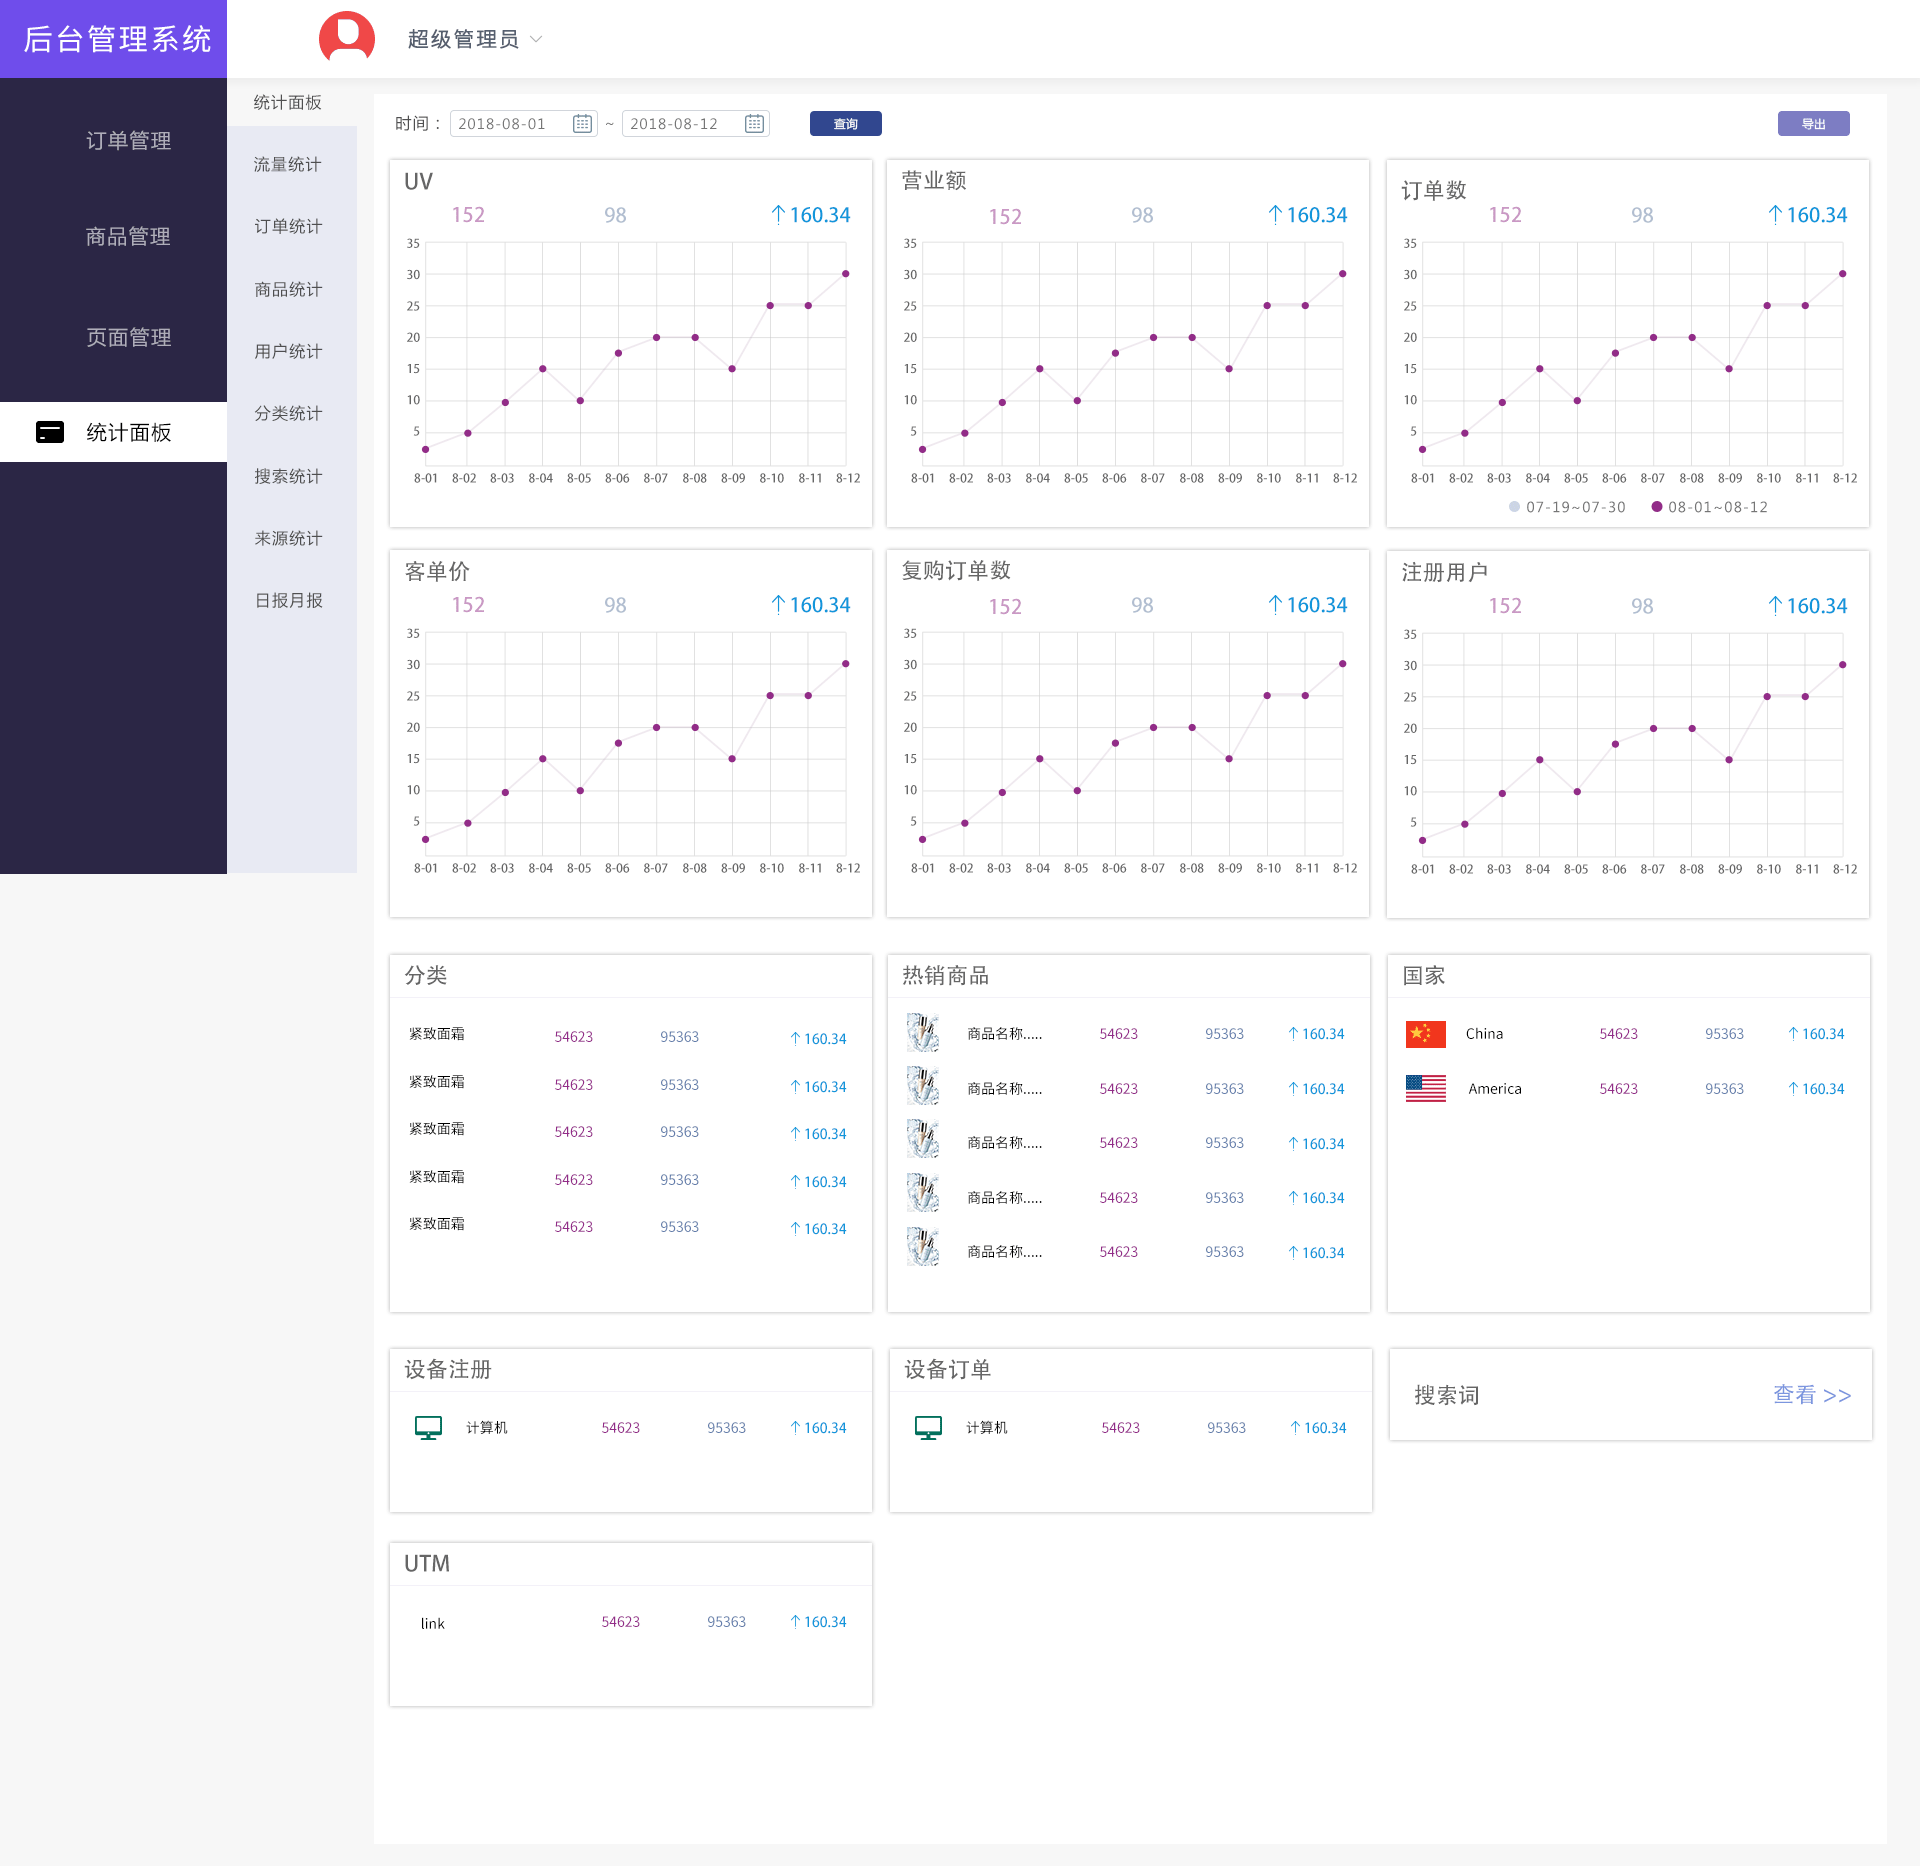 后台管理系统
超级管理员
订单管理
商品管理
页面管理
统计面板
统计面板
流量统计
订单统计
商品统计
用户统计
分类统计
搜索统计
来源统计
日报月报
时间： 2018-08-01 ~ 2018-08-12 查询 导出
UV
152 98 ↑160.34
35
30
25
20
15
10
5
8-01 8-02 8-03 8-04 8-05 8-06 8-07 8-08 8-09 8-10 8-11 8-12
营业额
152 98 ↑160.34
35
30
25
20
15
10
5
8-01 8-02 8-03 8-04 8-05 8-06 8-07 8-08 8-09 8-10 8-11 8-12
订单数
152 98 ↑160.34
35
30
25
20
15
10
5
8-01 8-02 8-03 8-04 8-05 8-06 8-07 8-08 8-09 8-10 8-11 8-12
07-19~07-30 08-01~08-12
客单价
152 98 ↑160.34
35
30
25
20
15
10
5
8-01 8-02 8-03 8-04 8-05 8-06 8-07 8-08 8-09 8-10 8-11 8-12
复购订单数
152 98 ↑160.34
35
30
25
20
15
10
5
8-01 8-02 8-03 8-04 8-05 8-06 8-07 8-08 8-09 8-10 8-11 8-12
注册用户
152 98 ↑160.34
35
30
25
20
15
10
5
8-01 8-02 8-03 8-04 8-05 8-06 8-07 8-08 8-09 8-10 8-11 8-12
分类
紧致面霜 54623 95363 ↑160.34
紧致面霜 54623 95363 ↑160.34
紧致面霜 54623 95363 ↑160.34
紧致面霜 54623 95363 ↑160.34
紧致面霜 54623 95363 ↑160.34
热销商品
商品名称..... 54623 95363 ↑160.34
商品名称..... 54623 95363 ↑160.34
商品名称..... 54623 95363 ↑160.34
商品名称..... 54623 95363 ↑160.34
商品名称..... 54623 95363 ↑160.34
国家
China 54623 95363 ↑160.34
America 54623 95363 ↑160.34
设备注册
计算机 54623 95363 ↑160.34
设备订单
计算机 54623 95363 ↑160.34
搜索词 查看 >>
UTM
link 54623 95363 ↑160.34